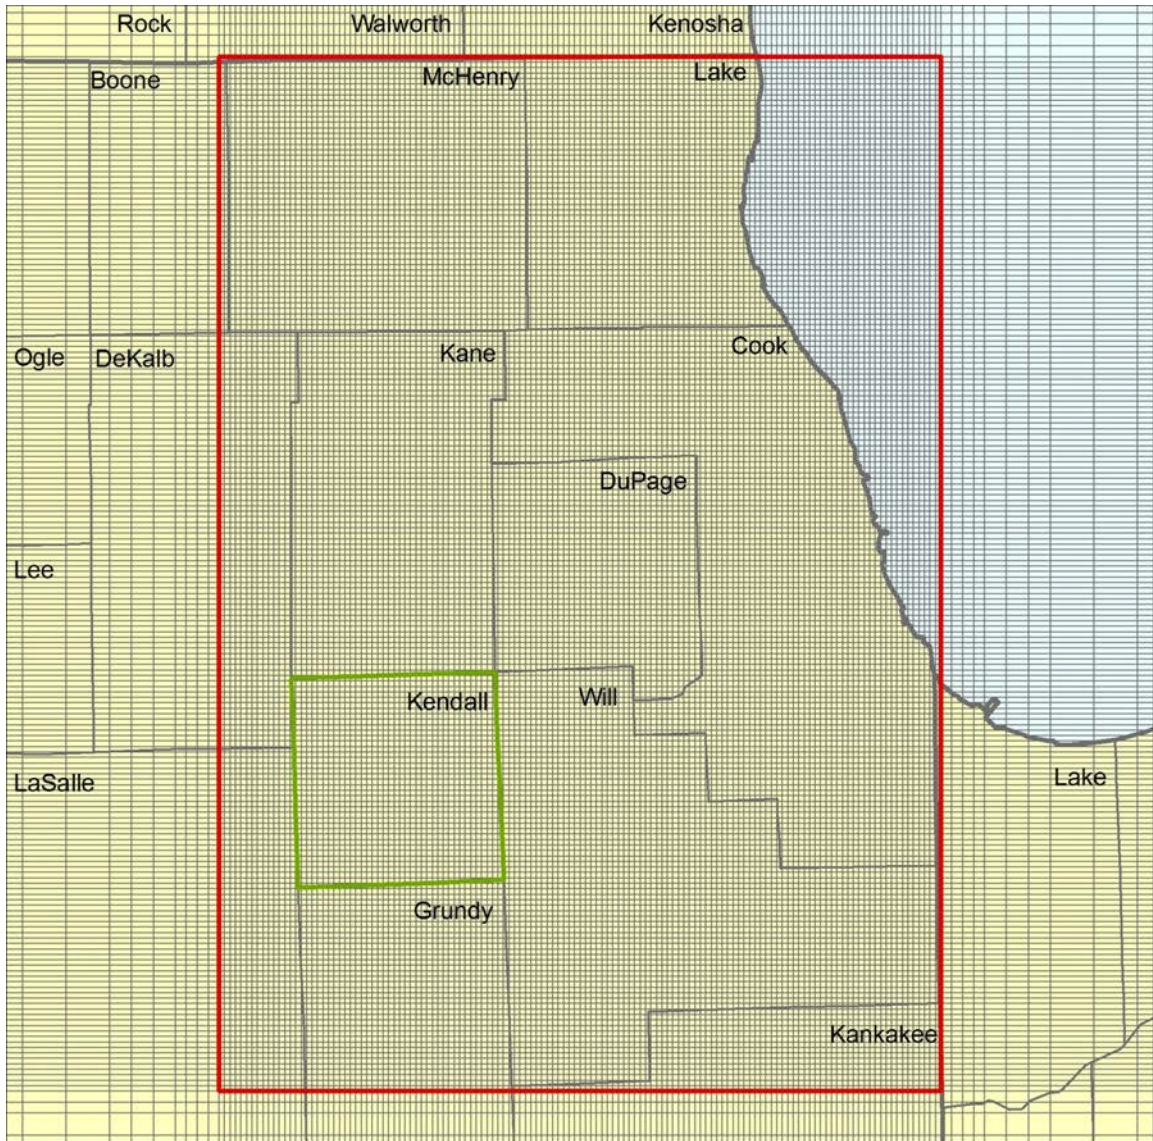 Rock
Walworth
Kenosha
Boone
McHenry
Lake
Ogle
DeKalb
Kane
Cook
DuPage
Lee
Kendall
Will
LaSalle
Lake
Grundy
Kankakee